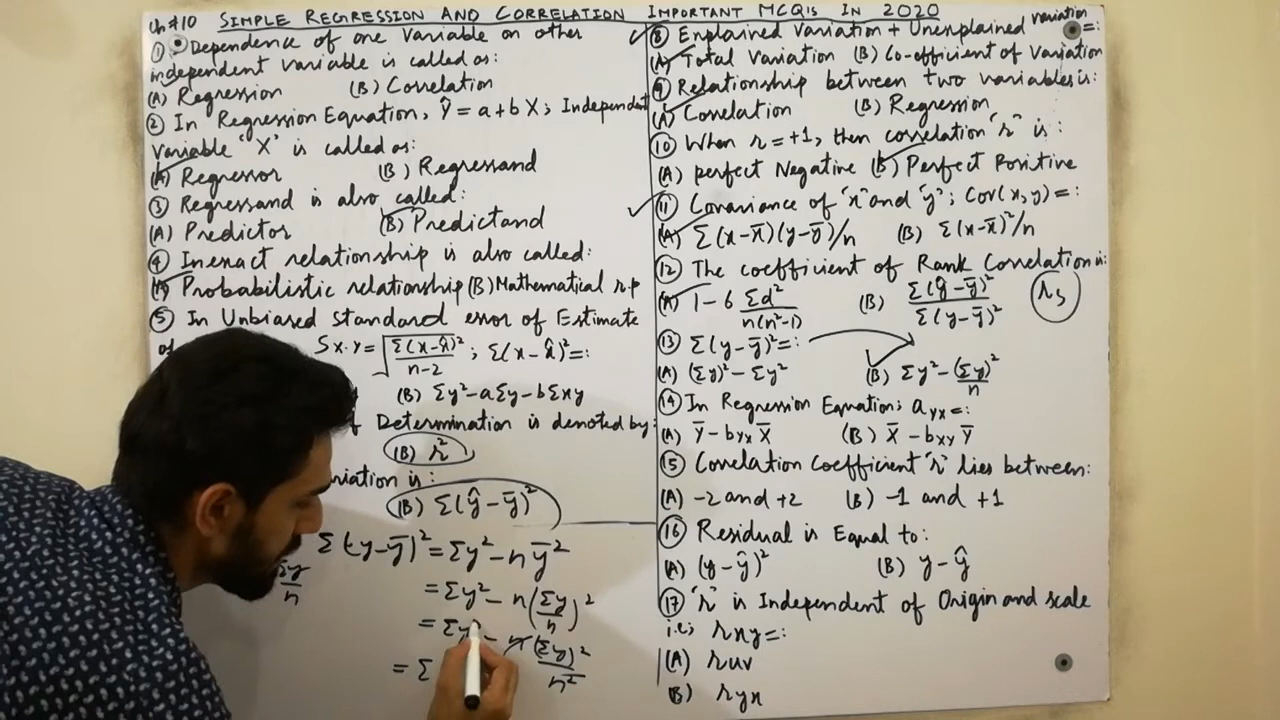 Ch #10 SIMPLE REGRESSION AND CORRELATION IMPORTANT MCQ'S IN 2020
① Dependence of one variable on other
independent variable is called as:
(A) Regression (B) Correlation
② In Regression Equation, Ŷ = a + b X; Independent
Variable 'X' is called as:
(A) Regressor (B) Regressand
③ Regressand is also called:
(A) Predictor (B) Predictand
④ Inexact relationship is also called:
(A) Probabilistic relationship (B) Mathematical r.p
⑤ In Unbiased Standard error of Estimate
Sx.y = √Σ(x-x̂)²/n-2 ; Σ(x-x̂)² =:
(B) Σy² - aΣy - bΣxy
of Determination is denoted by:
(B) r²
is:
(B) Σ(ŷ - ȳ)²
Σ(y-ȳ)² = Σy² - nȳ²
= Σy² - n(Σy/n)²
= Σy² - n (Σy)²/n²
= Σ
Σy/n
⑧ Explained Variation + Unexplained variation =:
(A) Total Variation (B) Co-efficient of Variation
⑨ Relationship between two variables is:
(A) Correlation (B) Regression
⑩ When r = +1, then correlation "r" is:
(A) perfect Negative (B) Perfect Positive
⑪ Covariance of 'x' and 'y'; Cov(x,y) =:
(A) Σ(x-x̄)(y-ȳ)/n (B) Σ(x-x̄)²/n
⑫ The coefficient of Rank Correlation is:
(A) 1-6 Σd²/n(n²-1) (B) Σ(ŷ-ȳ)²/Σ(y-ȳ)² rs
⑬ Σ(y-ȳ)² =:
(A) (Σy)² - Σy² (B) Σy² - (Σy)²/n
⑭ In Regression Equation; ayx =:
(A) Ȳ - byx X̄ (B) X̄ - bxy Ȳ
⑮ Correlation Coefficient 'r' lies between:
(A) -2 and +2 (B) -1 and +1
⑯ Residual is Equal to:
(A) (y-ŷ)² (B) y-ŷ
⑰ 'r' is Independent of Origin and scale
i.e; rxy =:
(A) ruv
(B) ryx